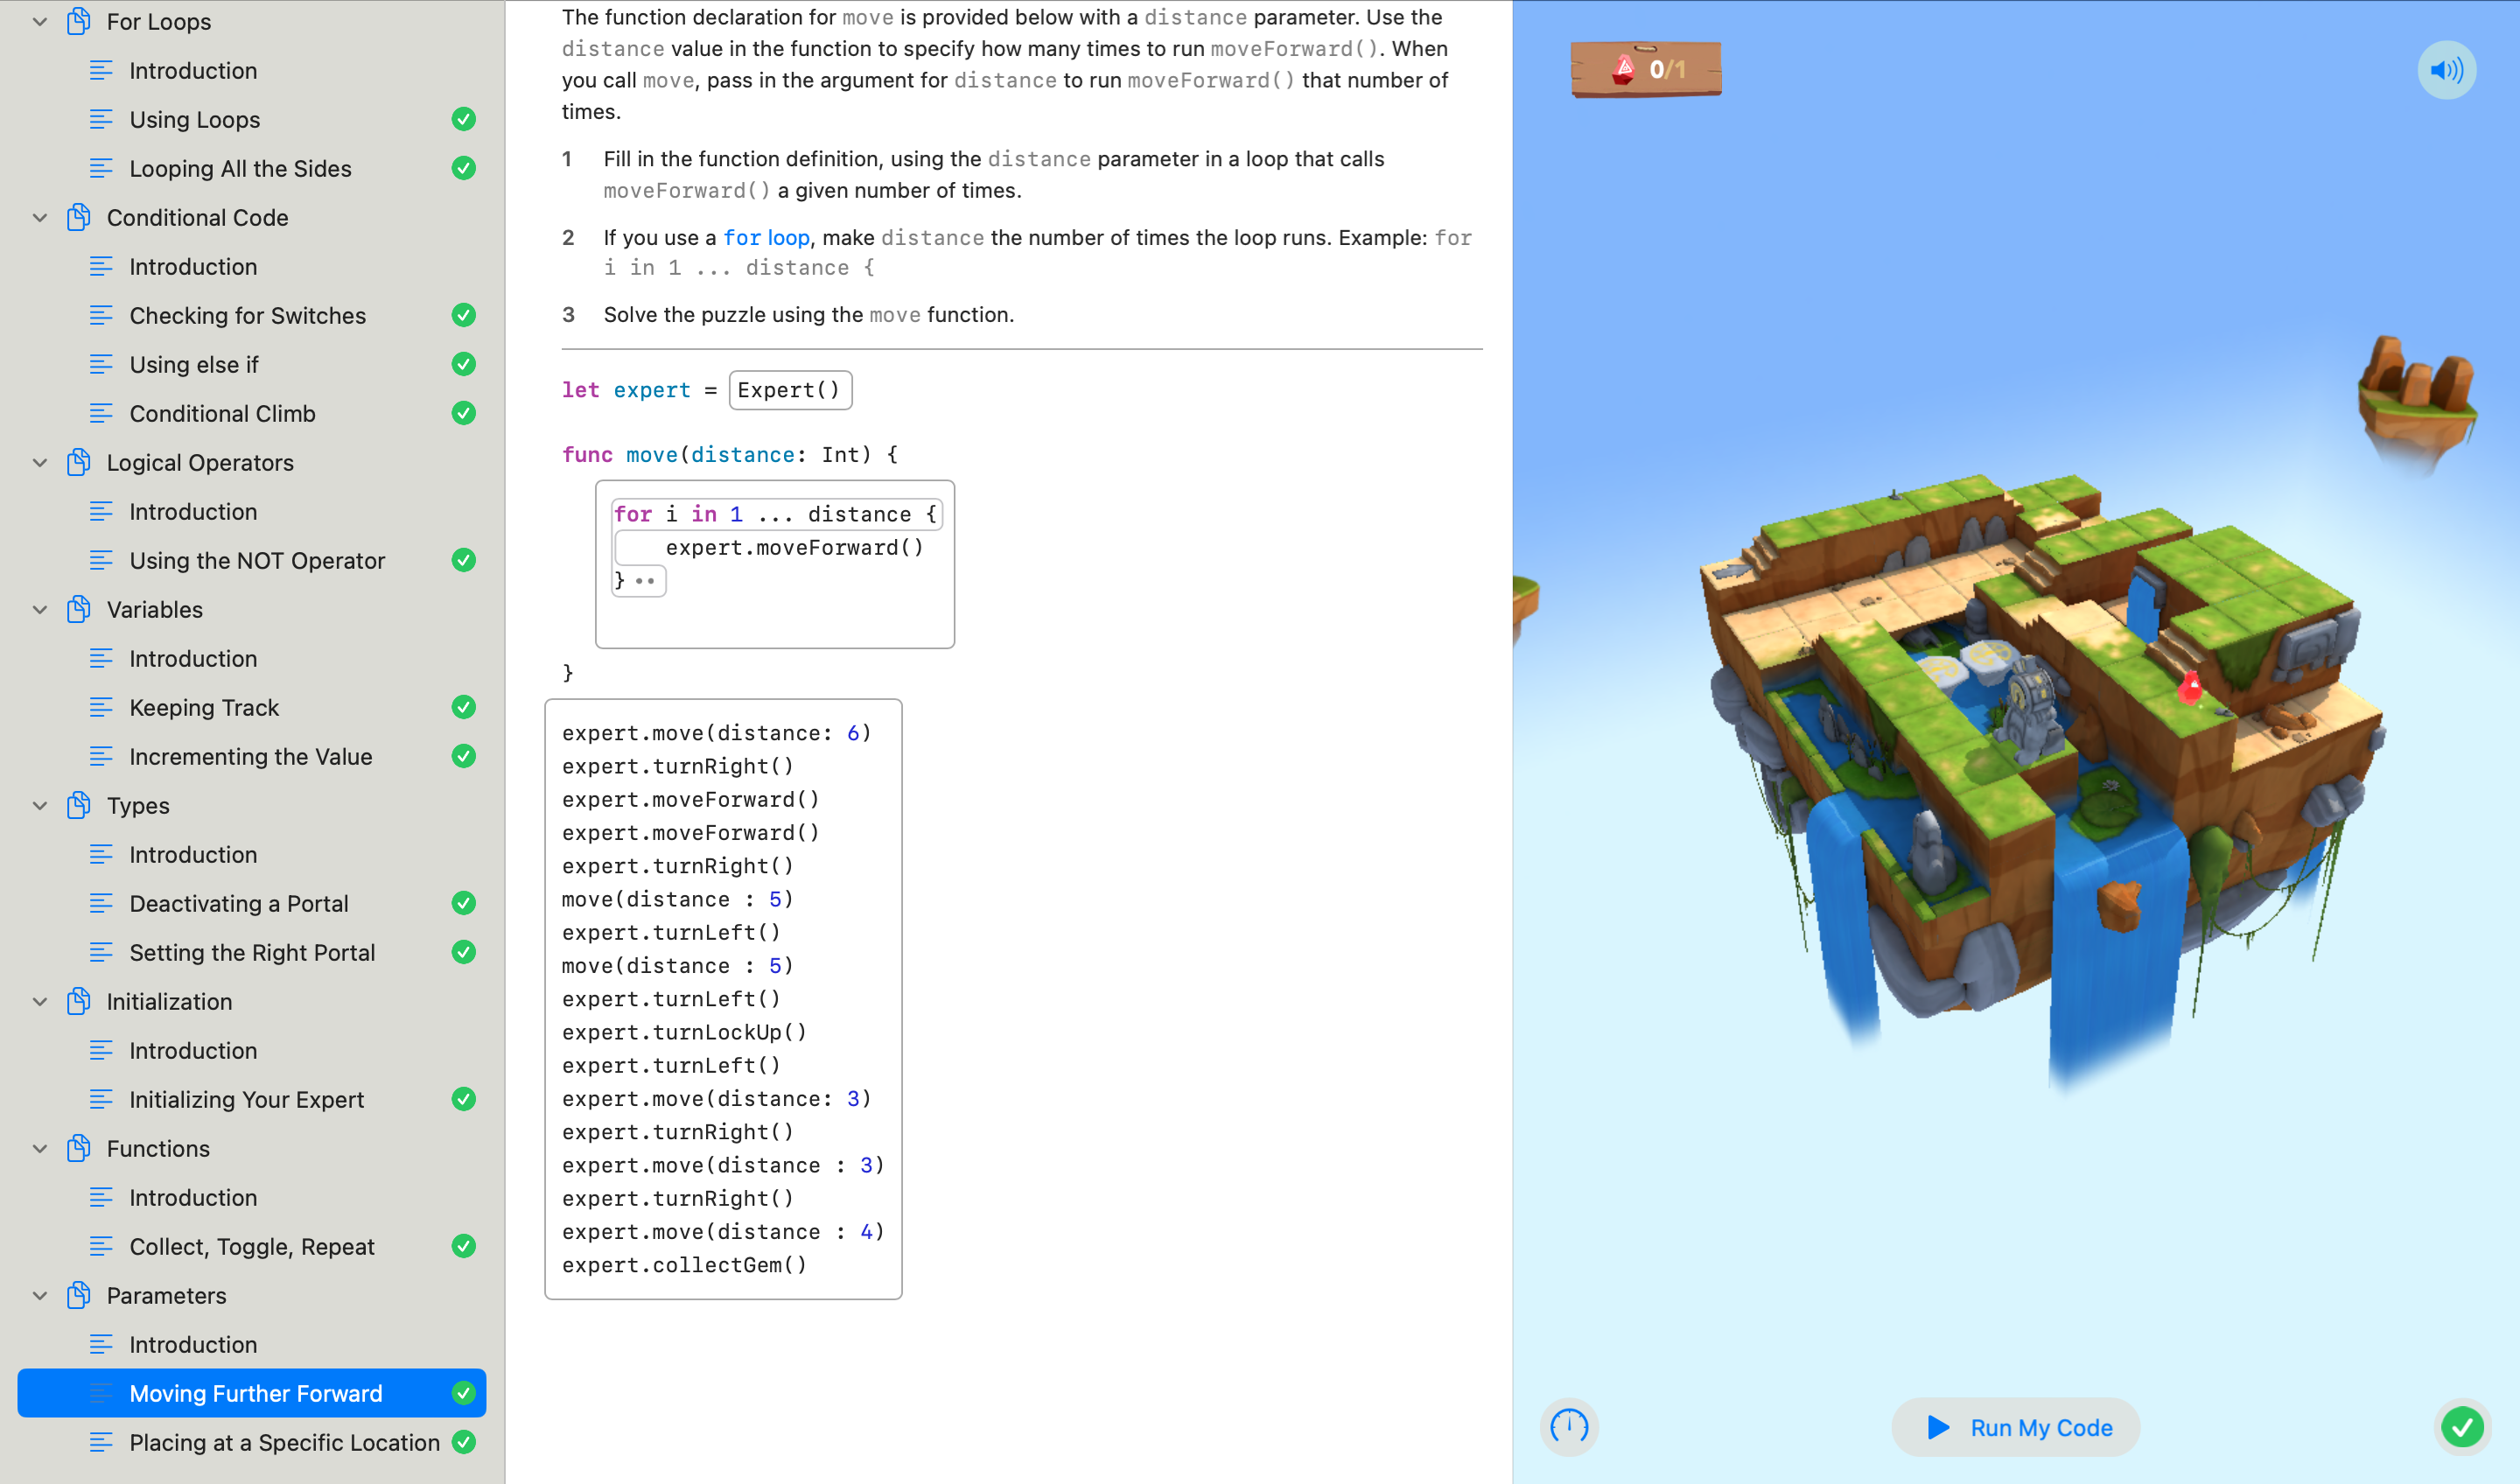 For Loops
Introduction
Using Loops
Looping All the Sides
Conditional Code
Introduction
Checking for Switches
Using else if
Conditional Climb
Logical Operators
Introduction
Using the NOT Operator
Variables
Introduction
Keeping Track
Incrementing the Value
Types
Introduction
Deactivating a Portal
Setting the Right Portal
Initialization
Introduction
Initializing Your Expert
Functions
Introduction
Collect, Toggle, Repeat
Parameters
Introduction
Moving Further Forward
Placing at a Specific Location
The function declaration for move is provided below with a distance parameter. Use the
distance value in the function to specify how many times to run moveForward(). When
you call move, pass in the argument for distance to run moveForward() that number of
times.
1 Fill in the function definition, using the distance parameter in a loop that calls
moveForward() a given number of times.
2 If you use a for loop, make distance the number of times the loop runs. Example: for
i in 1 ... distance {
3 Solve the puzzle using the move function.
let expert = Expert()
func move(distance: Int) {
for i in 1 ... distance {
expert.moveForward()
}
}
expert.move(distance: 6)
expert.turnRight()
expert.moveForward()
expert.moveForward()
expert.turnRight()
move(distance : 5)
expert.turnLeft()
move(distance : 5)
expert.turnLeft()
expert.turnLockUp()
expert.turnLeft()
expert.move(distance: 3)
expert.turnRight()
expert.move(distance : 3)
expert.turnRight()
expert.move(distance : 4)
expert.collectGem()
0/1
Run My Code